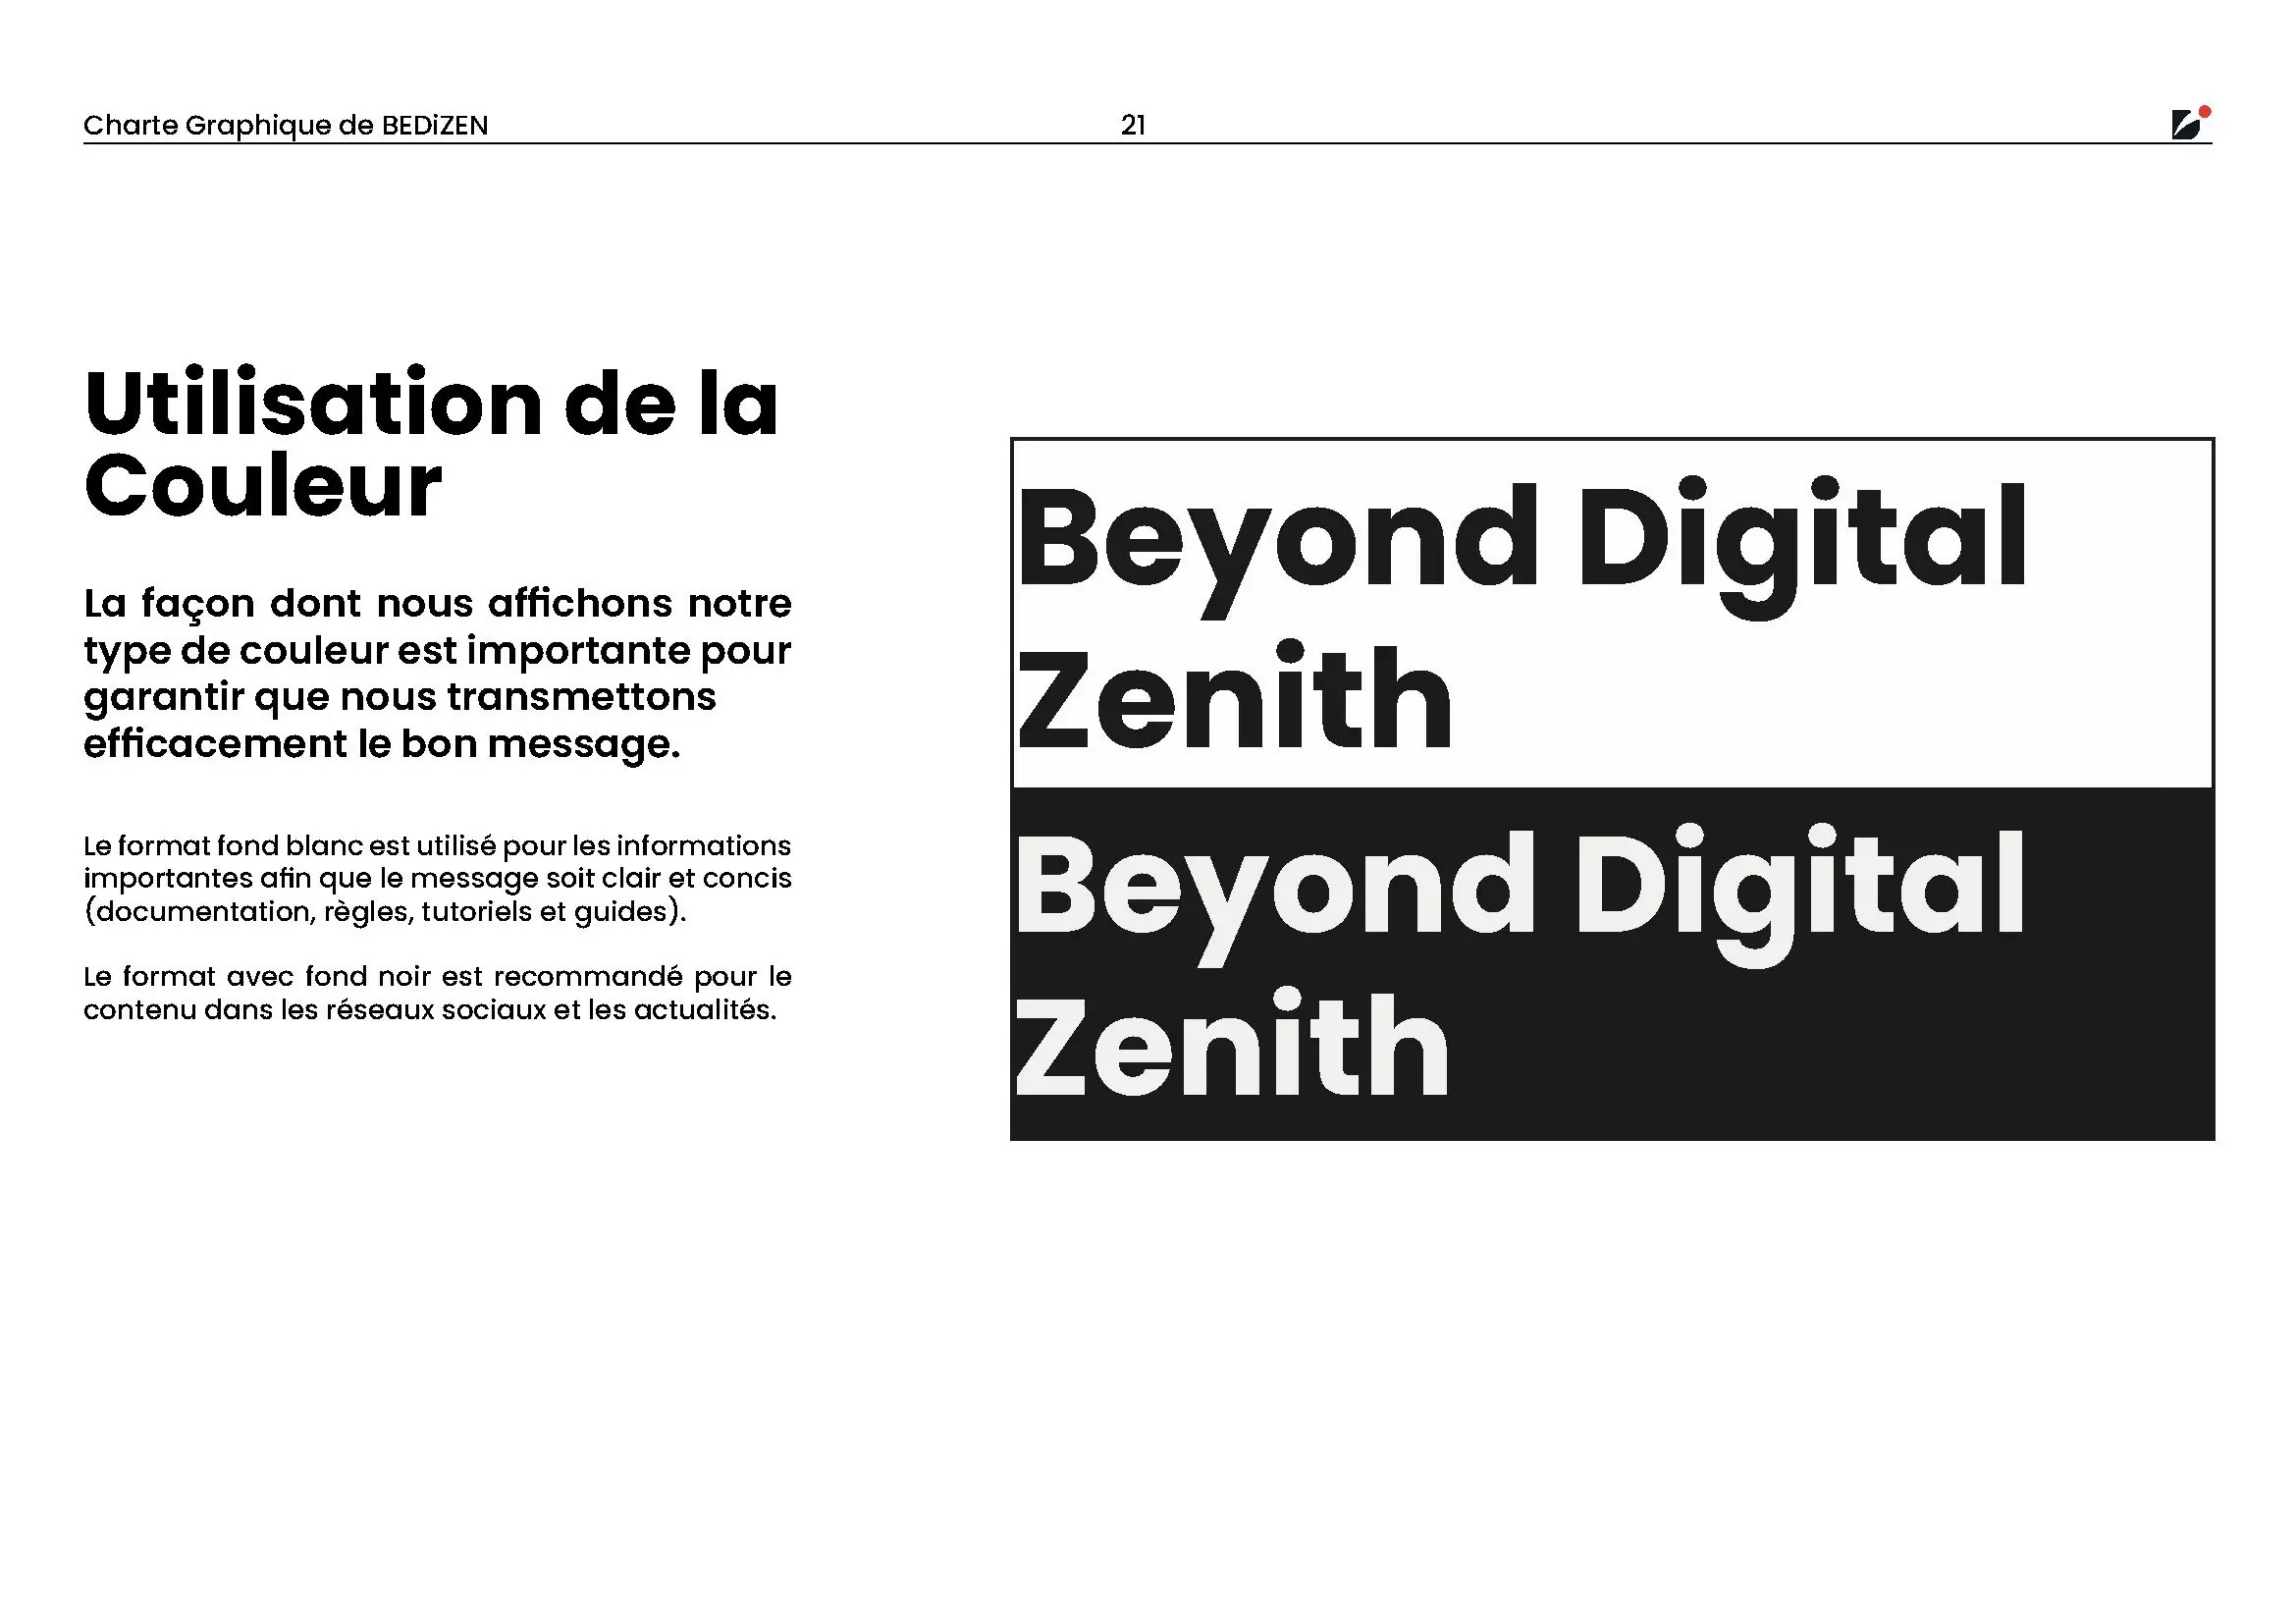 Charte Graphique de BEDiZEN
21
Utilisation de la
Couleur
La façon dont nous affichons notre
type de couleur est importante pour
garantir que nous transmettons
efficacement le bon message.
Le format fond blanc est utilisé pour les informations
importantes afin que le message soit clair et concis
(documentation, règles, tutoriels et guides).
Le format avec fond noir est recommandé pour le
contenu dans les réseaux sociaux et les actualités.
Beyond Digital
Zenith
Beyond Digital
Zenith